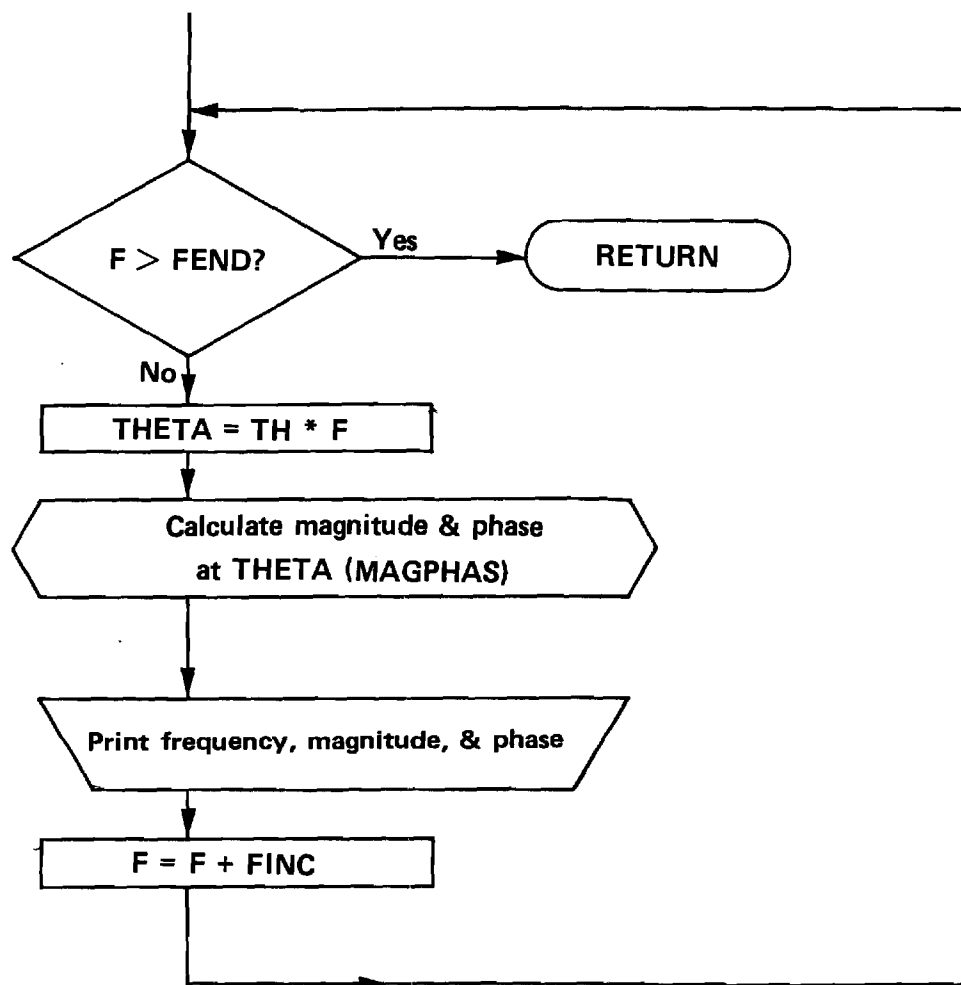 F > FEND?
Yes
RETURN
No
THETA = TH * F
Calculate magnitude & phase
at THETA (MAGPHAS)
Print frequency, magnitude, & phase
F = F + FINC